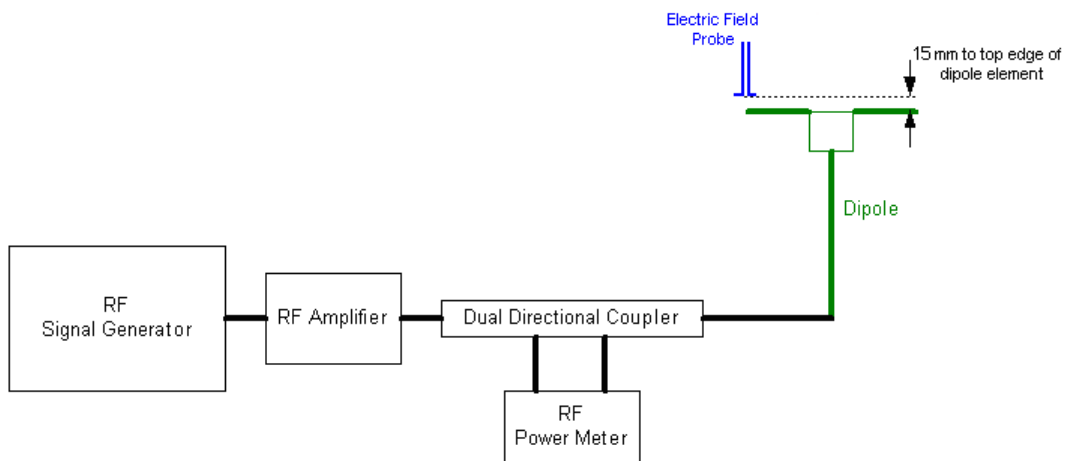 Electric Field
Probe
15 mm to top edge of
dipole element
Dipole
RF
Signal Generator
RF Amplifier
Dual Directional Coupler
RF
Power Meter